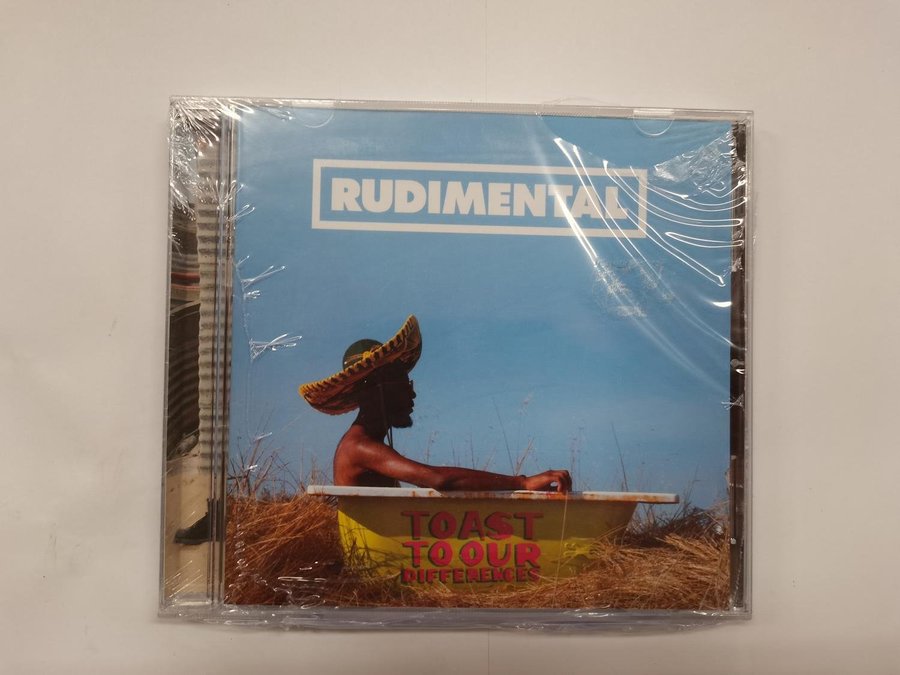 RUDIMENTAL
TOAST
TO OUR
DIFFERENCES